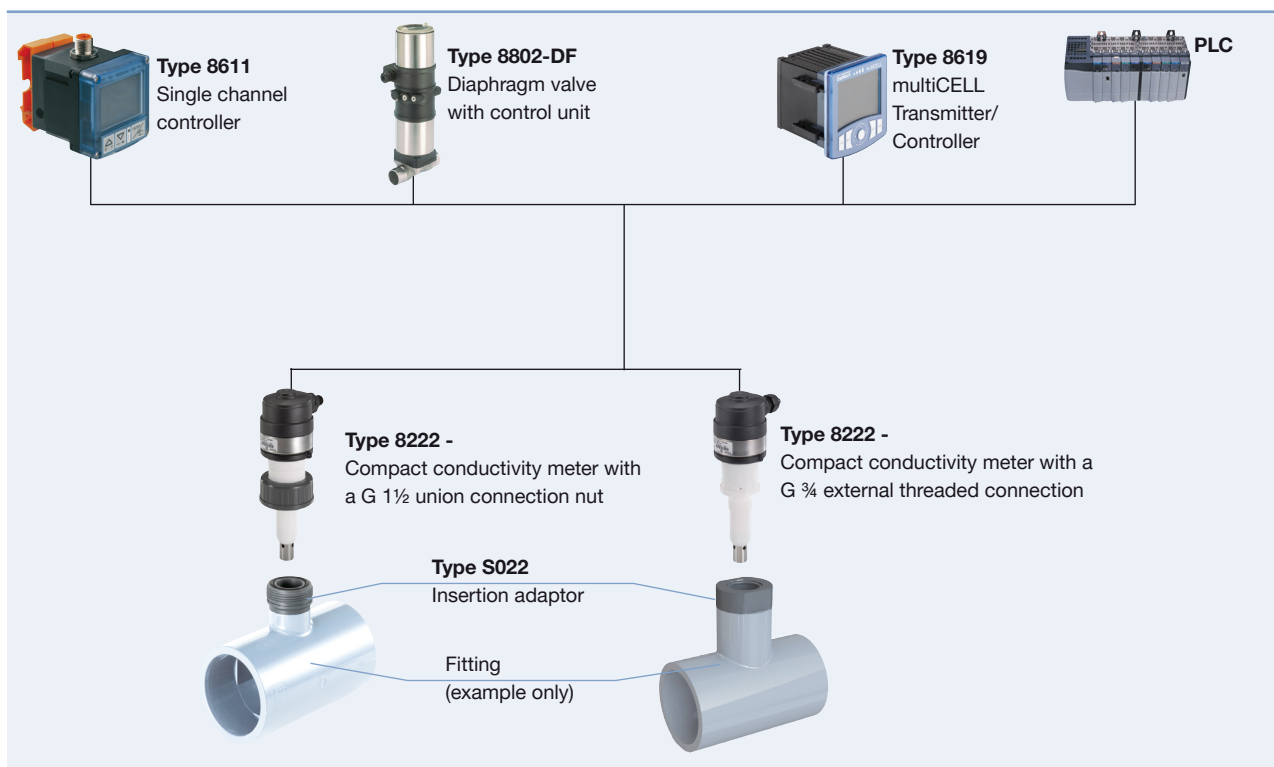 Type 8611
Single channel
controller
Type 8802-DF
Diaphragm valve
with control unit
Type 8619
multiCELL
Transmitter/
Controller
PLC
Type 8222 -
Compact conductivity meter with
a G 1½ union connection nut
Type 8222 -
Compact conductivity meter with a
G ¾ external threaded connection
Type S022
Insertion adaptor
Fitting
(example only)